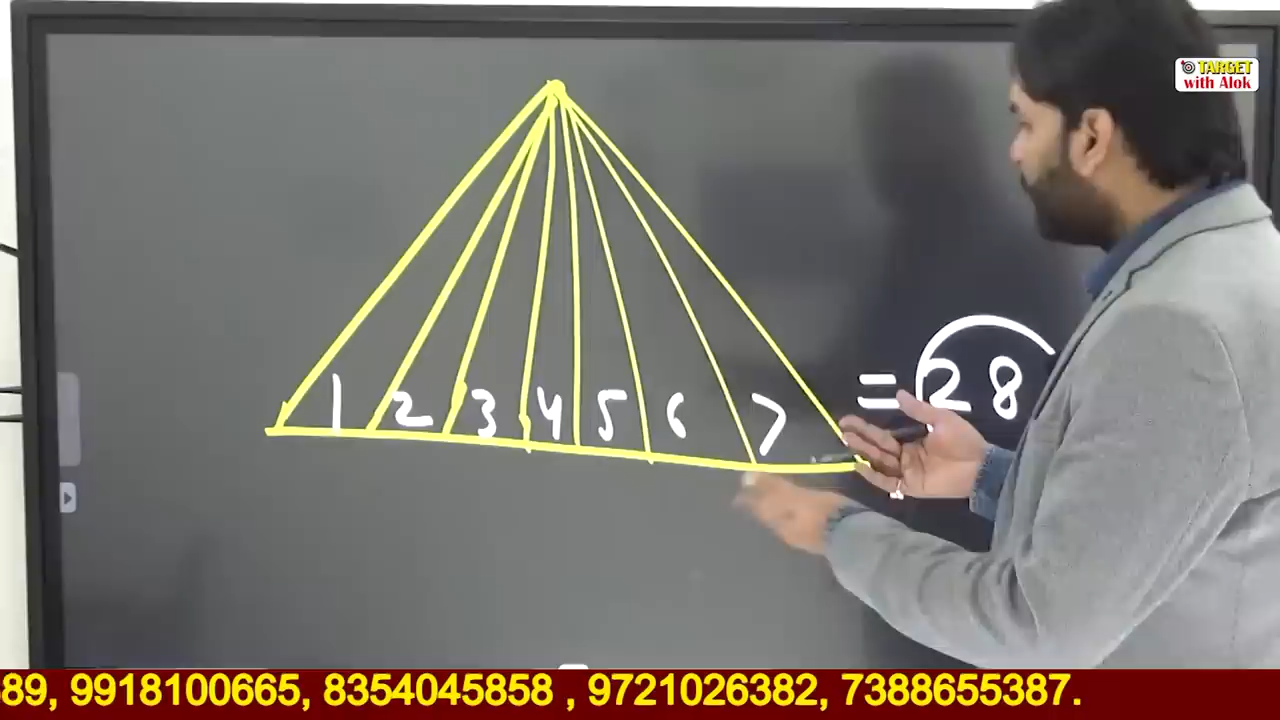 TARGET
with Alok
1 2 3 4 5 6 7 = 28
89, 9918100665, 8354045858 , 9721026382, 7388655387.